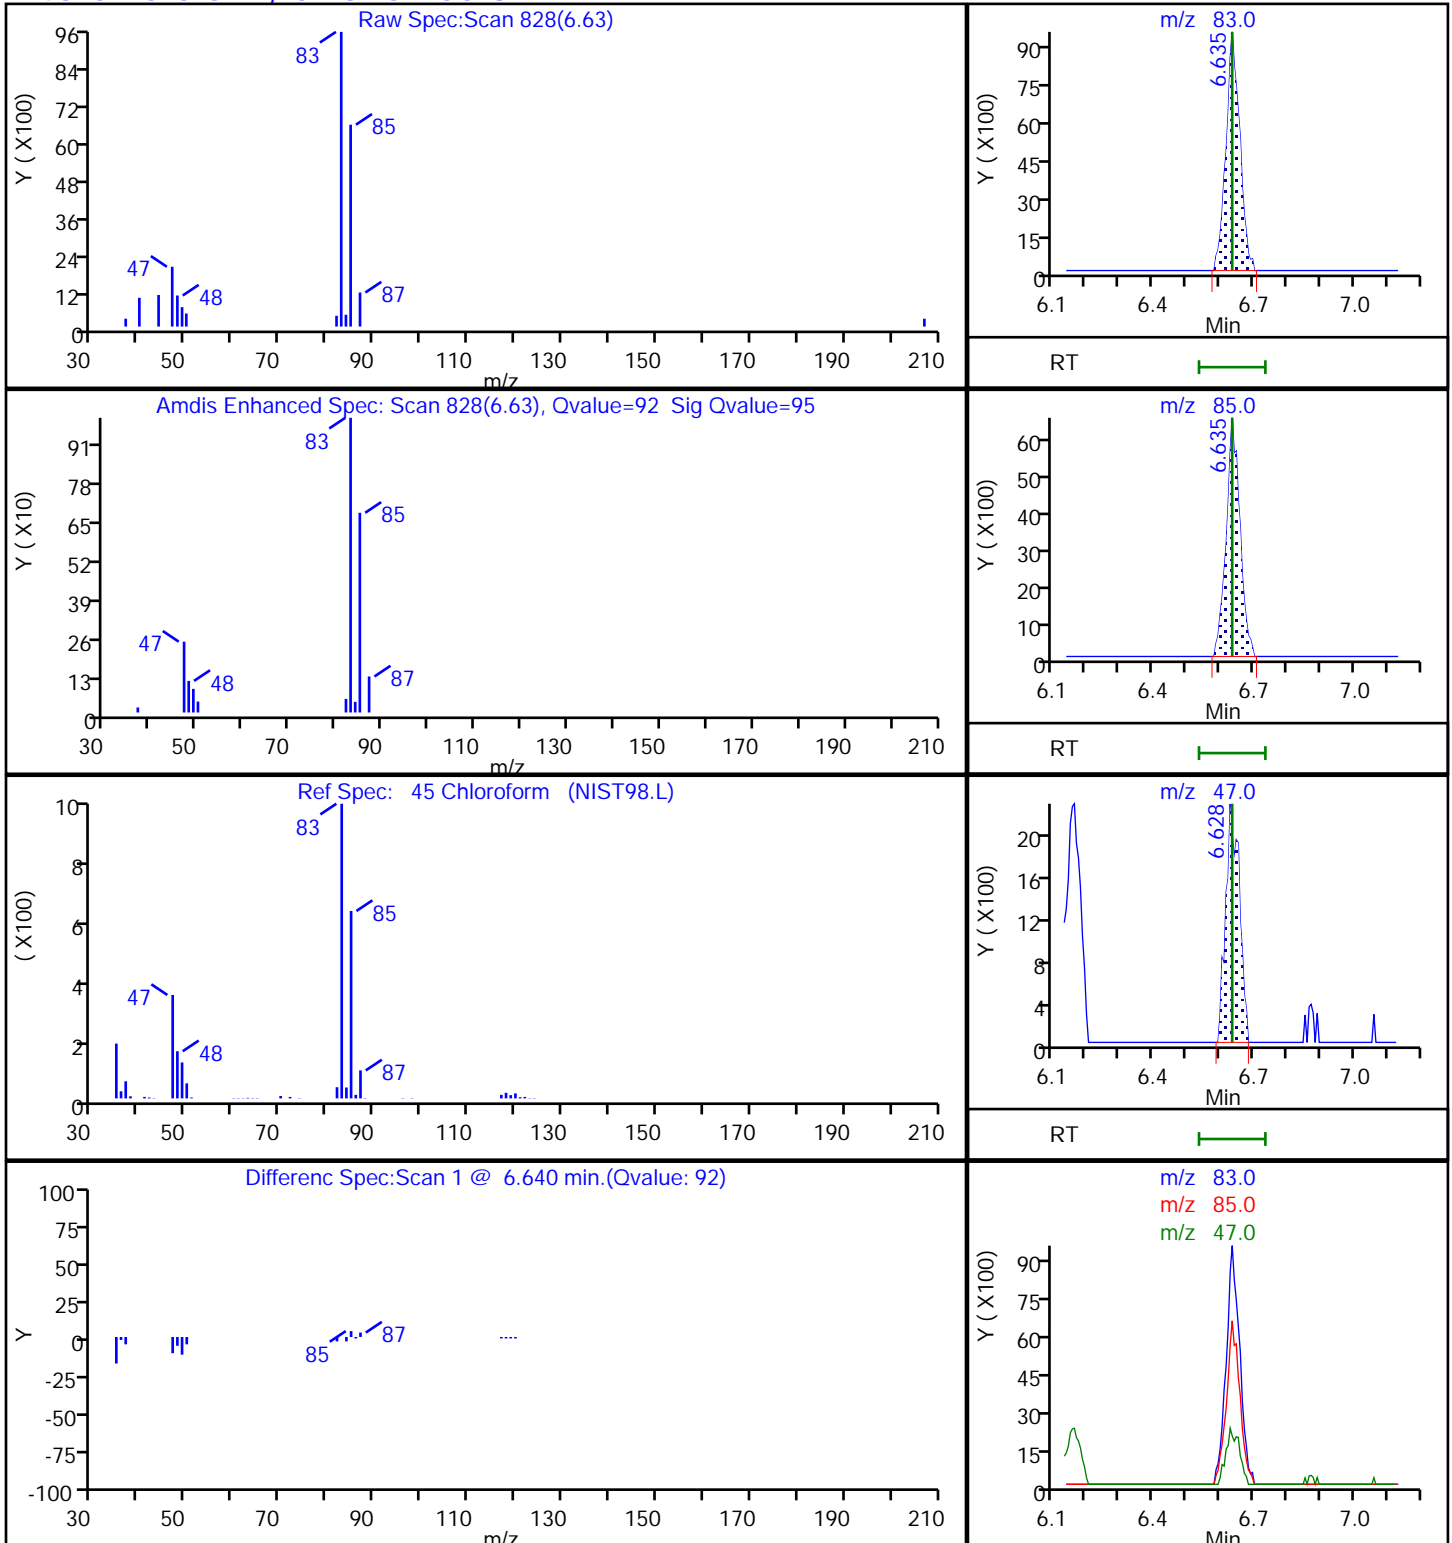 Raw Spec:Scan 828(6.63)
Y ( X100)
96
84
72
60
48
36
24
12
0
83
85
47
48
87
30 50 70 90 110 130 150 170 190 210
m/z
m/z 83.0
Y ( X100)
90
75
60
45
30
15
0
6.635
6.1 6.4 6.7 7.0
Min
RT
Amdis Enhanced Spec: Scan 828(6.63), Qvalue=92 Sig Qvalue=95
Y ( X10)
91
78
65
52
39
26
13
0
83
85
47
48
87
30 50 70 90 110 130 150 170 190 210
m/z
m/z 85.0
Y ( X100)
60
50
40
30
20
10
0
6.635
6.1 6.4 6.7 7.0
Min
RT
Ref Spec: 45 Chloroform (NIST98.L)
( X100)
10
8
6
4
2
0
83
85
47
48
87
30 50 70 90 110 130 150 170 190 210
m/z 47.0
Y ( X100)
20
16
12
8
4
0
6.628
6.1 6.4 6.7 7.0
Min
RT
Differenc Spec:Scan 1 @ 6.640 min.(Qvalue: 92)
Y
100
75
50
25
0
-25
-50
-75
-100
85
87
30 50 70 90 110 130 150 170 190 210
m/z
m/z 83.0
m/z 85.0
m/z 47.0
Y ( X100)
90
75
60
45
30
15
0
6.1 6.4 6.7 7.0
Min